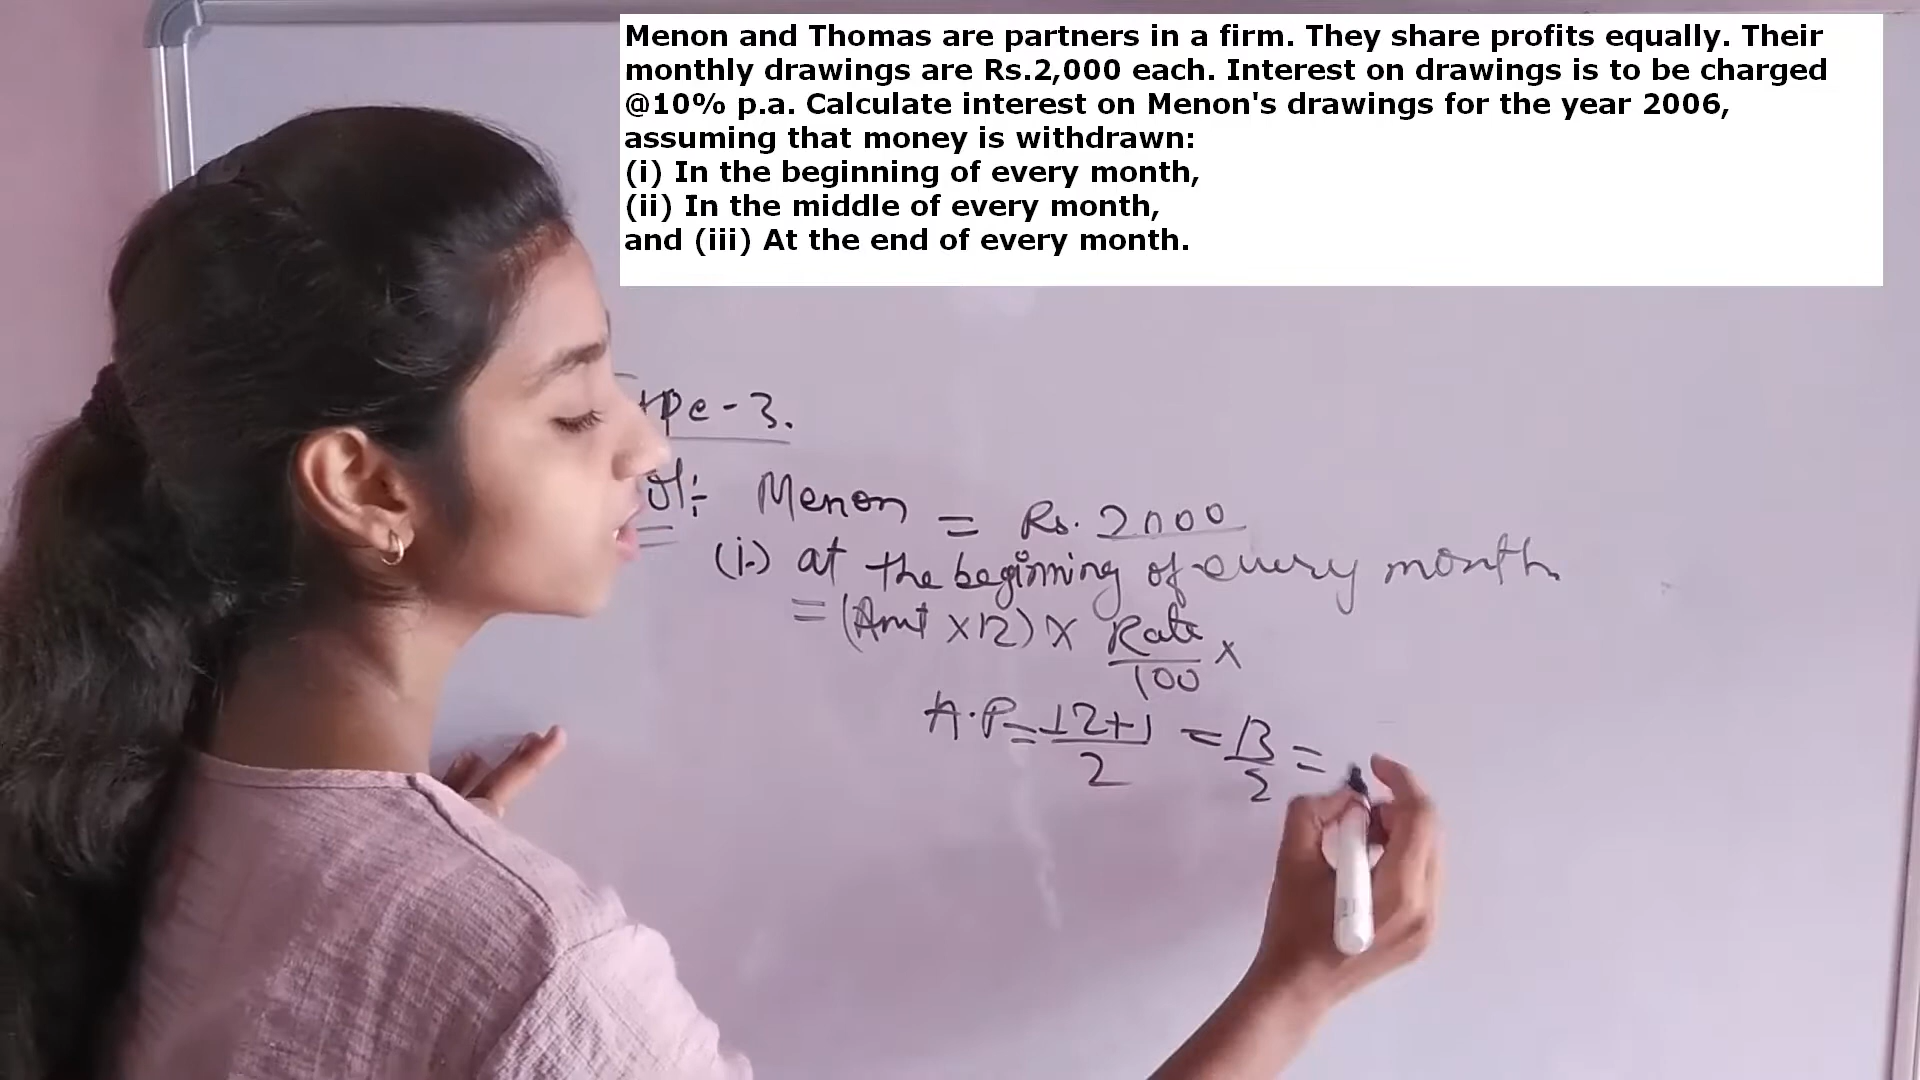 Menon and Thomas are partners in a firm. They share profits equally. Their
monthly drawings are Rs.2,000 each. Interest on drawings is to be charged
@10% p.a. Calculate interest on Menon's drawings for the year 2006,
assuming that money is withdrawn:
(i) In the beginning of every month,
(ii) In the middle of every month,
and (iii) At the end of every month.
ype-3.
ol:- Menon = Rs. 2000
(i.) at the beginning of every month
= (Amt × 12) × Rate/100 ×
A.P = 12+1/2 = 13/2 =